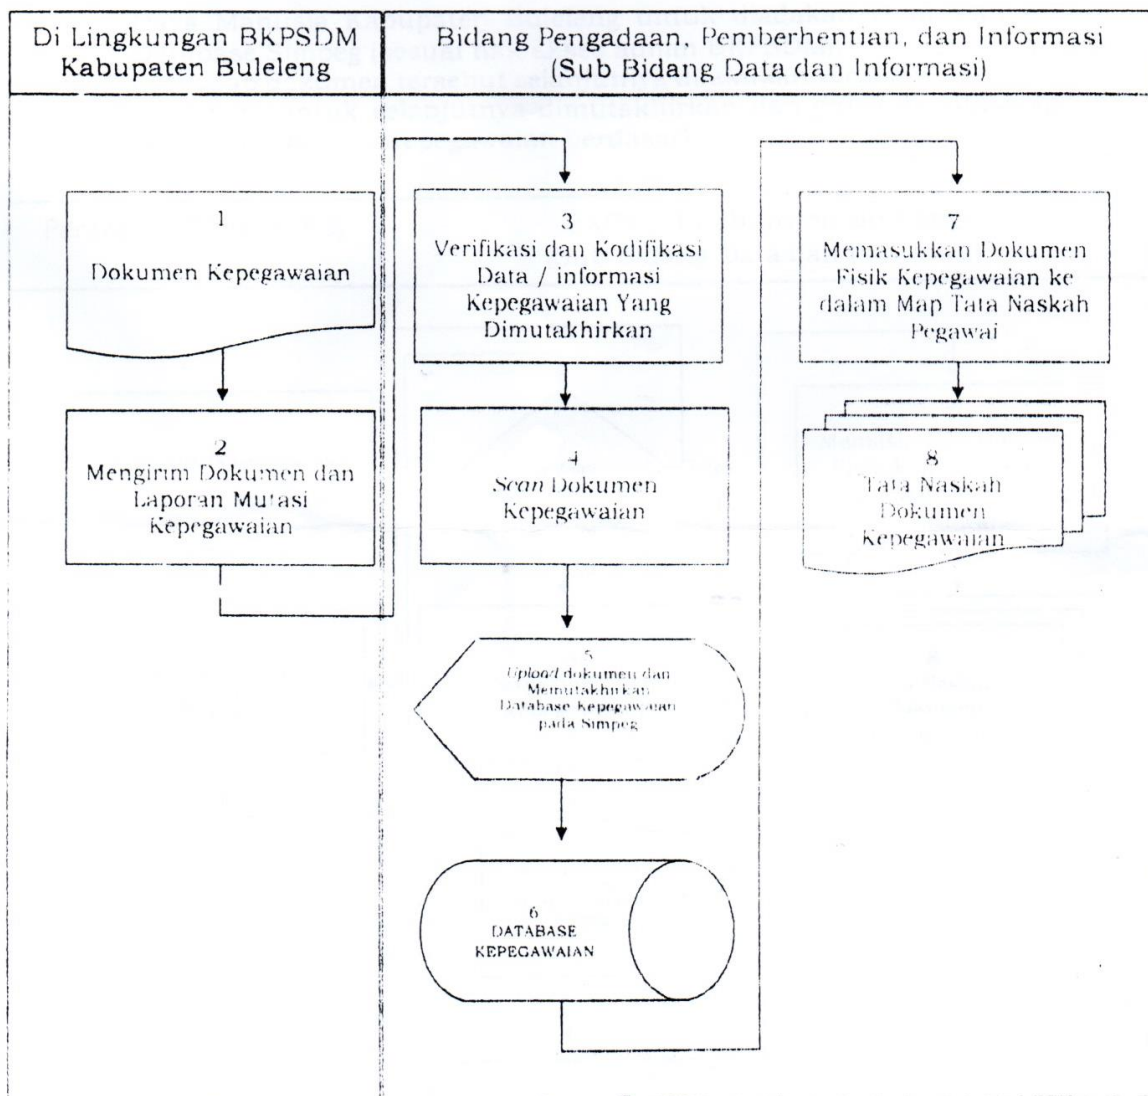 Di Lingkungan BKPSDM
Kabupaten Buleleng
Bidang Pengadaan, Pemberhentian, dan Informasi
(Sub Bidang Data dan Informasi)
1
Dokumen Kepegawaian
2
Mengirim Dokumen dan
Laporan Mutasi
Kepegawaian
3
Verifikasi dan Kodifikasi
Data / informasi
Kepegawaian Yang
Dimutakhirkan
4
Scan Dokumen
Kepegawaian
5
Upload dokumen dan
Memutakhirkan
Database Kepegawaian
pada Simpeg
6
DATABASE
KEPEGAWAIAN
7
Memasukkan Dokumen
Fisik Kepegawaian ke
dalam Map Tata Naskah
Pegawai
8
Tata Naskah
Dokumen
Kepegawaian